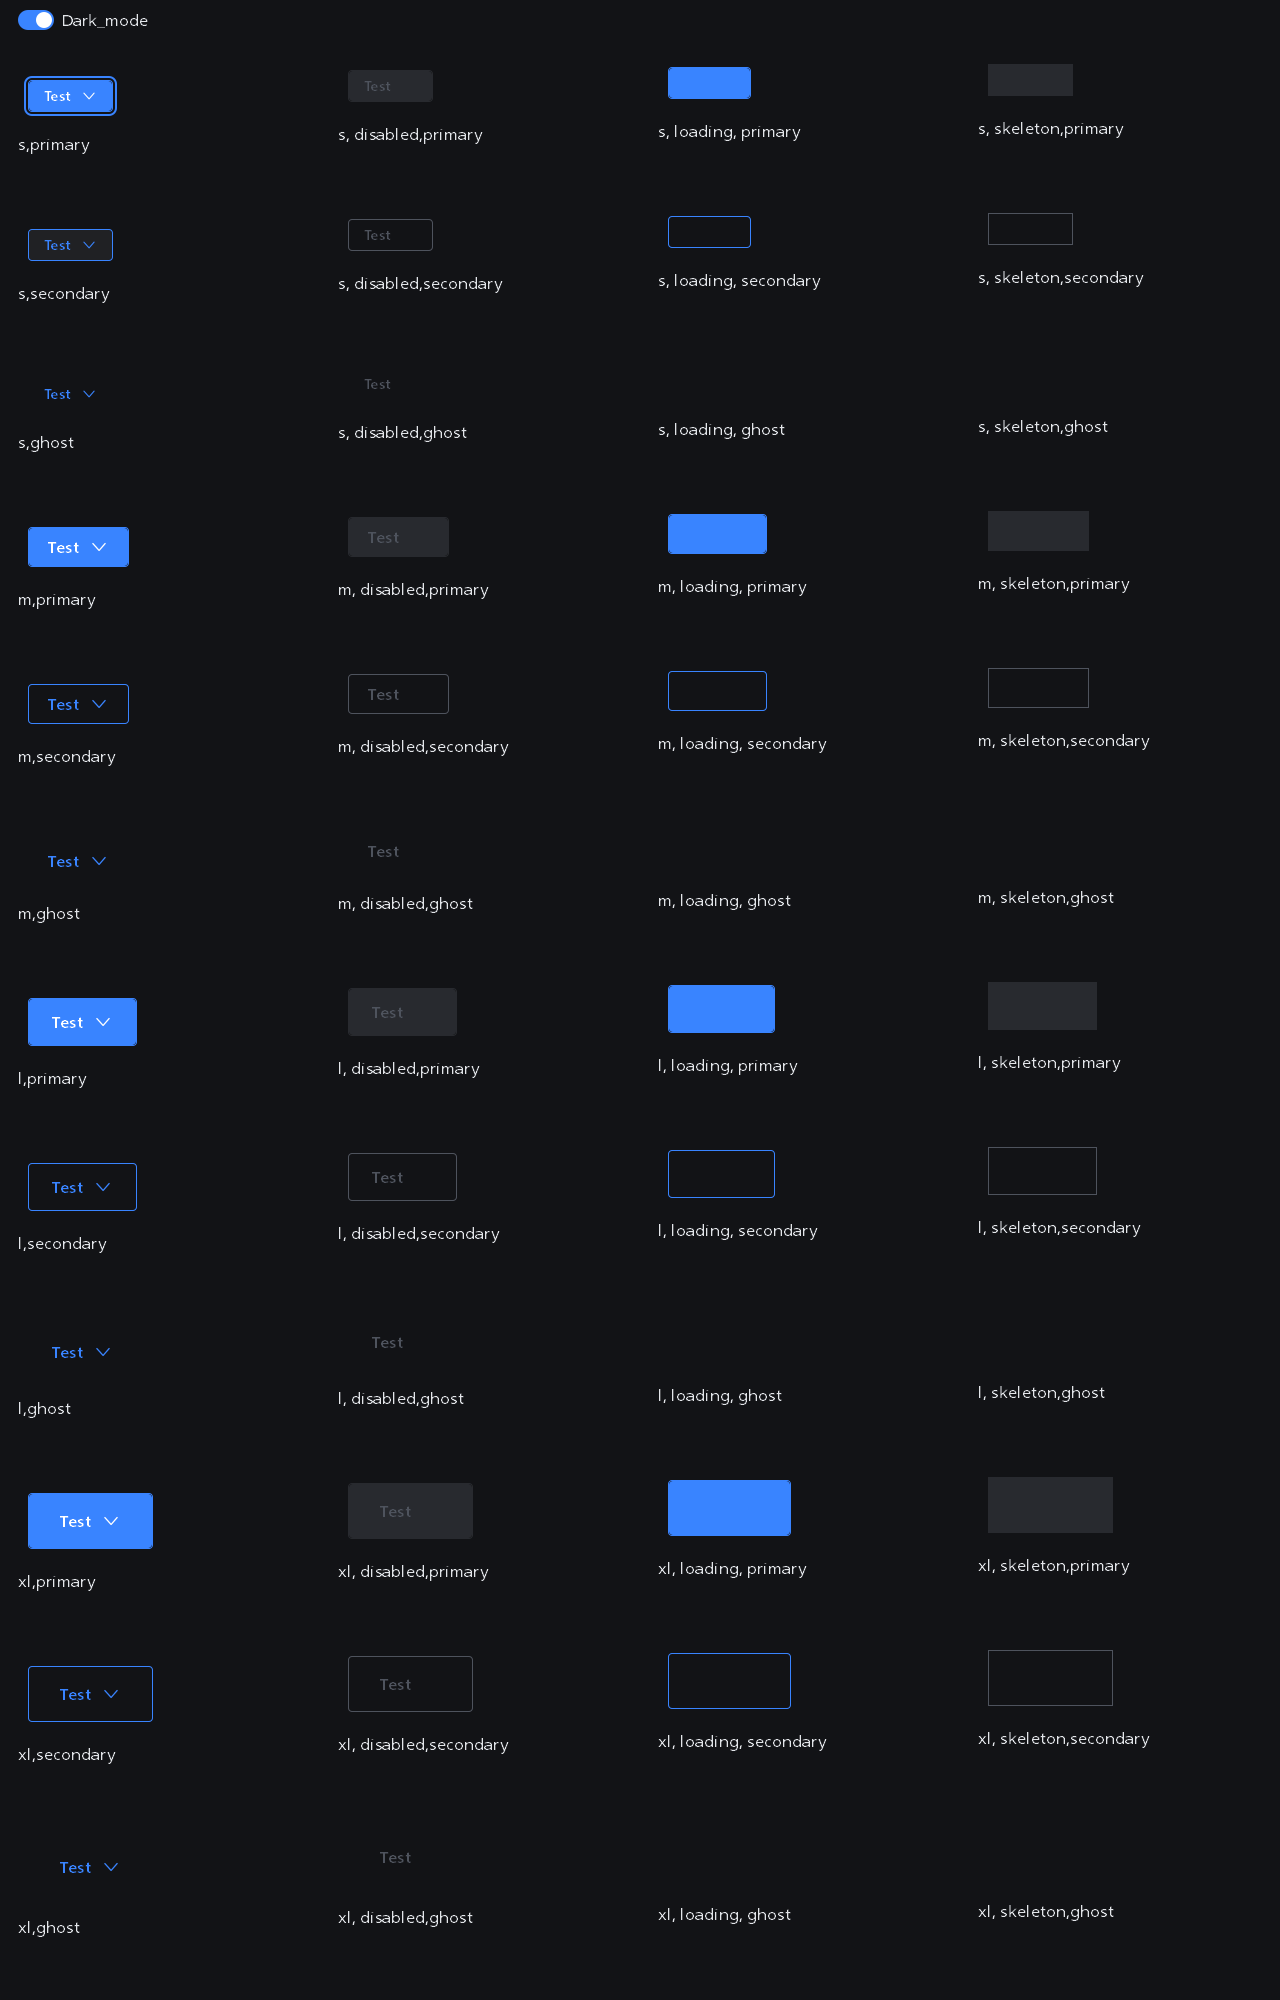 Dark_mode
Test
s,primary
Test
s, disabled,primary
s, loading, primary
s, skeleton,primary
Test
s,secondary
Test
s, disabled,secondary
s, loading, secondary
s, skeleton,secondary
Test
s,ghost
Test
s, disabled,ghost
s, loading, ghost
s, skeleton,ghost
Test
m,primary
Test
m, disabled,primary
m, loading, primary
m, skeleton,primary
Test
m,secondary
Test
m, disabled,secondary
m, loading, secondary
m, skeleton,secondary
Test
m,ghost
Test
m, disabled,ghost
m, loading, ghost
m, skeleton,ghost
Test
l,primary
Test
l, disabled,primary
l, loading, primary
l, skeleton,primary
Test
l,secondary
Test
l, disabled,secondary
l, loading, secondary
l, skeleton,secondary
Test
l,ghost
Test
l, disabled,ghost
l, loading, ghost
l, skeleton,ghost
Test
xl,primary
Test
xl, disabled,primary
xl, loading, primary
xl, skeleton,primary
Test
xl,secondary
Test
xl, disabled,secondary
xl, loading, secondary
xl, skeleton,secondary
Test
xl,ghost
Test
xl, disabled,ghost
xl, loading, ghost
xl, skeleton,ghost